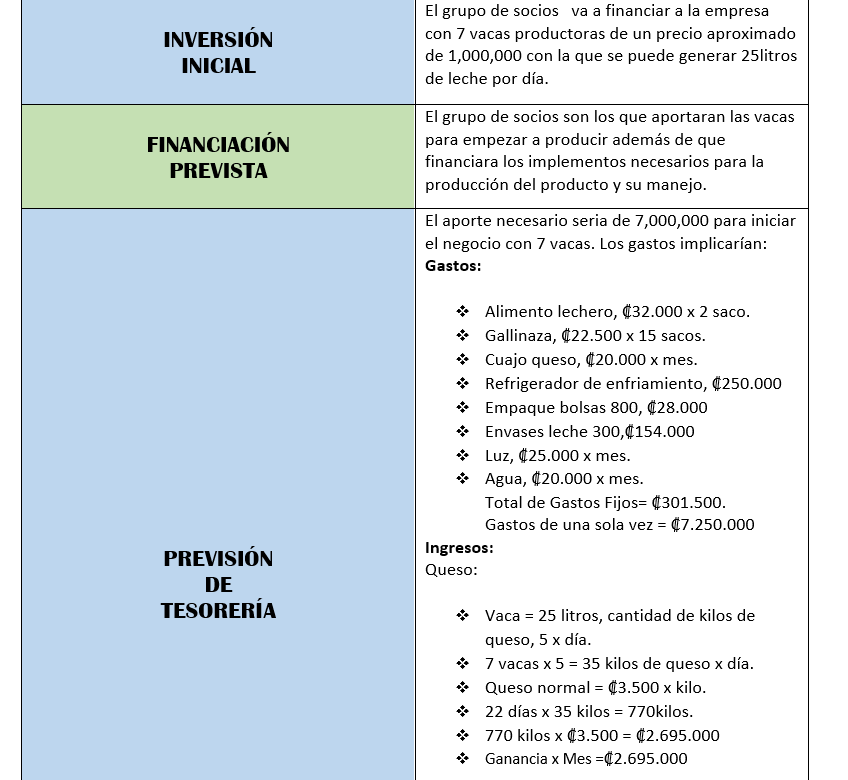 INVERSIÓN
INICIAL
El grupo de socios va a financiar a la empresa
con 7 vacas productoras de un precio aproximado
de 1,000,000 con la que se puede generar 25litros
de leche por día.
FINANCIACIÓN
PREVISTA
El grupo de socios son los que aportaran las vacas
para empezar a producir además de que
financiara los implementos necesarios para la
producción del producto y su manejo.
PREVISIÓN
DE
TESORERÍA
El aporte necesario seria de 7,000,000 para iniciar
el negocio con 7 vacas. Los gastos implicarían:
Gastos:
❖ Alimento lechero, ₡32.000 x 2 saco.
❖ Gallinaza, ₡22.500 x 15 sacos.
❖ Cuajo queso, ₡20.000 x mes.
❖ Refrigerador de enfriamiento, ₡250.000
❖ Empaque bolsas 800, ₡28.000
❖ Envases leche 300,₡154.000
❖ Luz, ₡25.000 x mes.
❖ Agua, ₡20.000 x mes.
Total de Gastos Fijos= ₡301.500.
Gastos de una sola vez = ₡7.250.000
Ingresos:
Queso:
❖ Vaca = 25 litros, cantidad de kilos de
queso, 5 x día.
❖ 7 vacas x 5 = 35 kilos de queso x día.
❖ Queso normal = ₡3.500 x kilo.
❖ 22 días x 35 kilos = 770kilos.
❖ 770 kilos x ₡3.500 = ₡2.695.000
❖ Ganancia x Mes =₡2.695.000